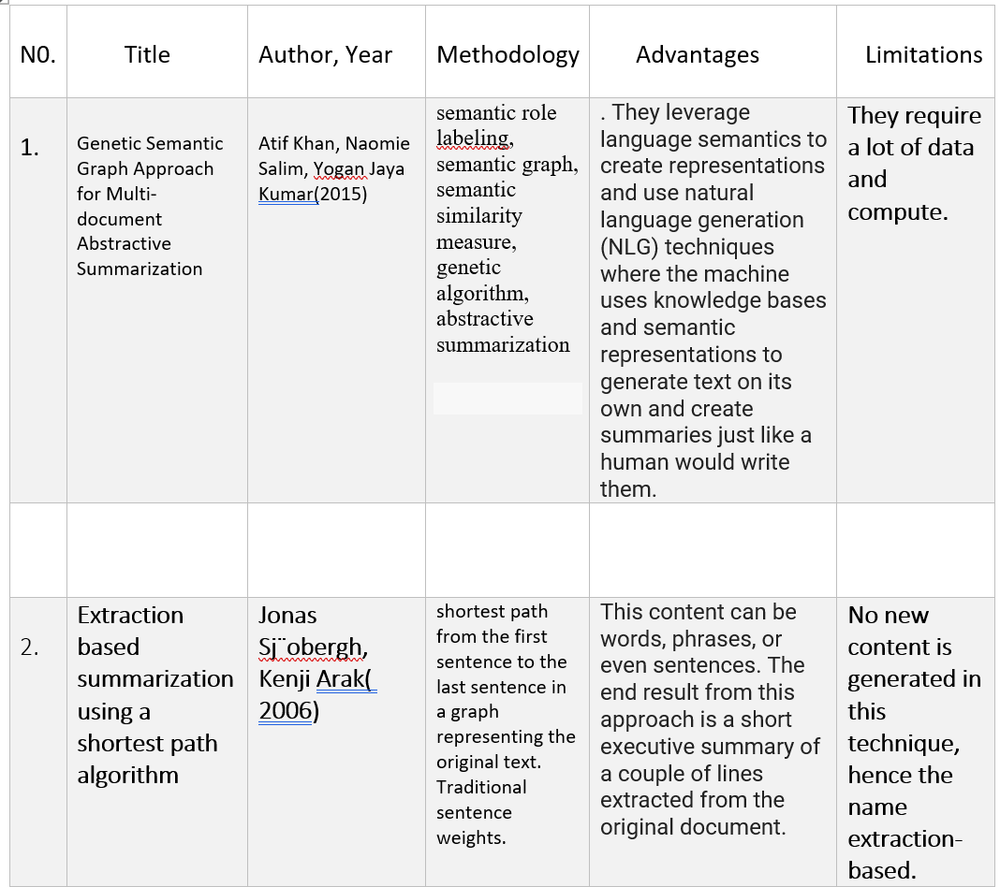 N0.
Title
Author, Year
Methodology
Advantages
Limitations
1.
Genetic Semantic
Graph Approach
for Multi-
document
Abstractive
Summarization
Atif Khan, Naomie
Salim, Yogan Jaya
Kumar(2015)
semantic role
labeling,
semantic graph,
semantic
similarity
measure,
genetic
algorithm,
abstractive
summarization
. They leverage
language semantics to
create representations
and use natural
language generation
(NLG) techniques
where the machine
uses knowledge bases
and semantic
representations to
generate text on its
own and create
summaries just like a
human would write
them.
They require
a lot of data
and
compute.
2.
Extraction
based
summarization
using a
shortest path
algorithm
Jonas
Sj¨obergh,
Kenji Arak(
2006)
shortest path
from the first
sentence to the
last sentence in
a graph
representing the
original text.
Traditional
sentence
weights.
This content can be
words, phrases, or
even sentences. The
end result from this
approach is a short
executive summary of
a couple of lines
extracted from the
original document.
No new
content is
generated in
this
technique,
hence the
name
extraction-
based.